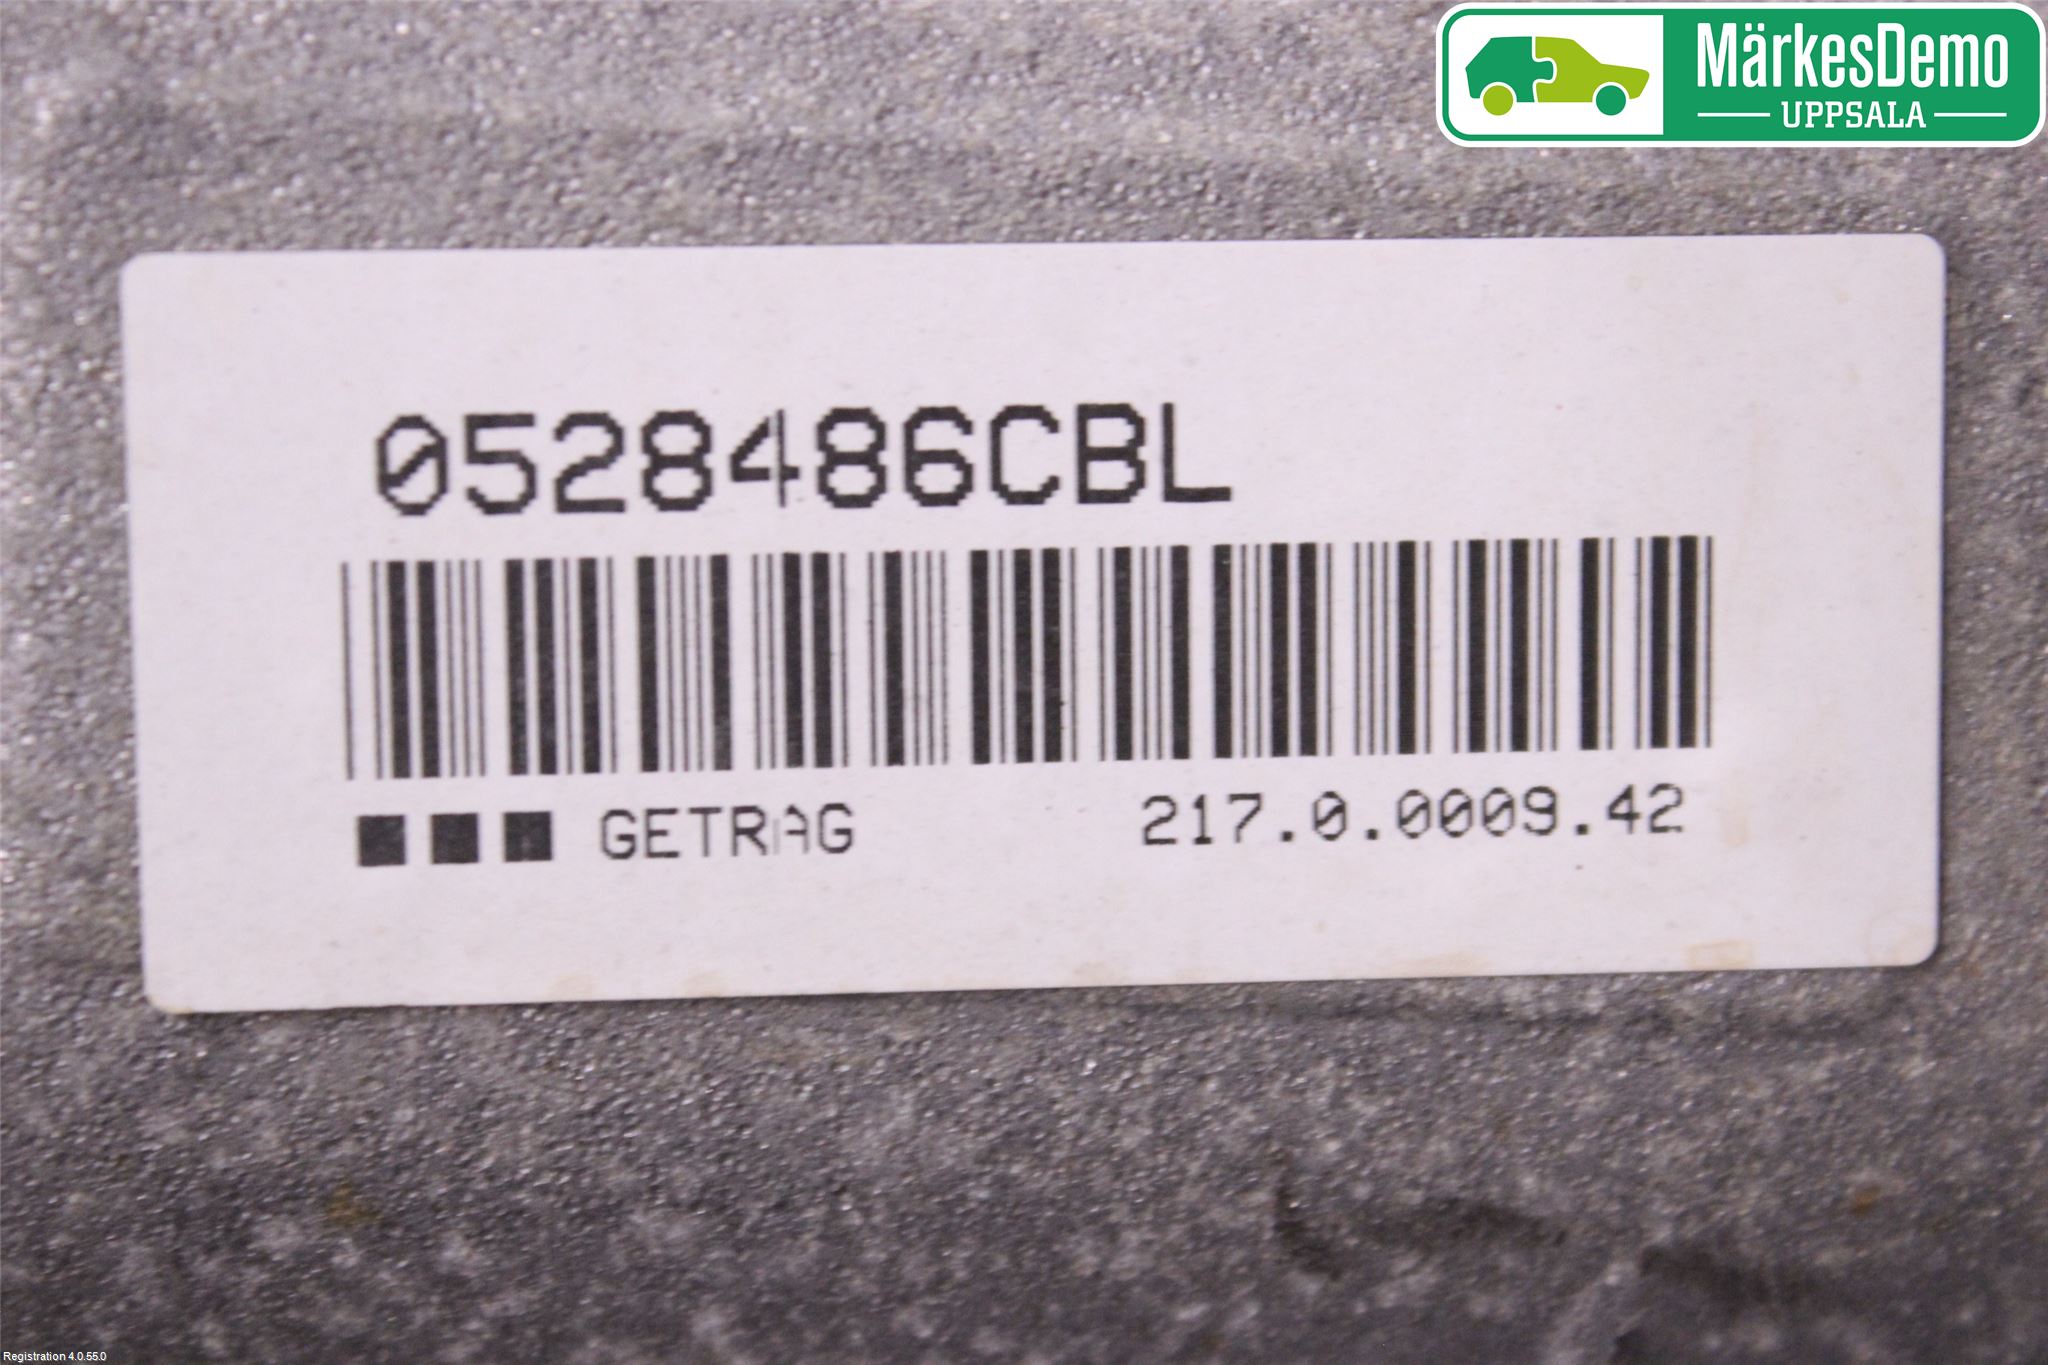 MärkesDemo
UPPSALA
0528486CBL
GETRAG 217.0.0009.42
Registration 4.0.55.0